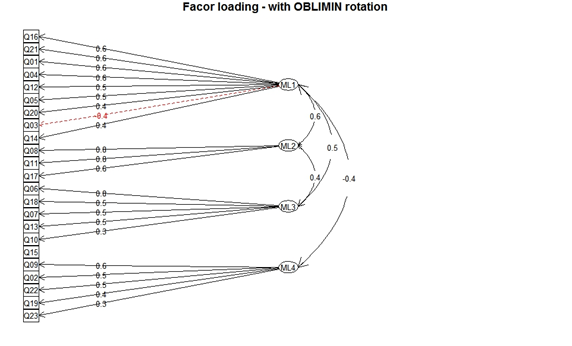 Facor loading - with OBLIMIN rotation
Q16
Q21
Q01
Q04
Q12
Q05
Q20
Q03
Q14
Q08
Q11
Q17
Q06
Q18
Q07
Q13
Q10
Q15
Q09
Q02
Q22
Q19
Q23
0.6
0.6
0.6
0.6
0.5
0.5
0.4
-0.4
0.4
0.8
0.8
0.6
0.8
0.5
0.5
0.5
0.3
0.6
0.5
0.5
0.4
0.3
ML1
ML2
ML3
ML4
0.6
0.5
0.4
-0.4